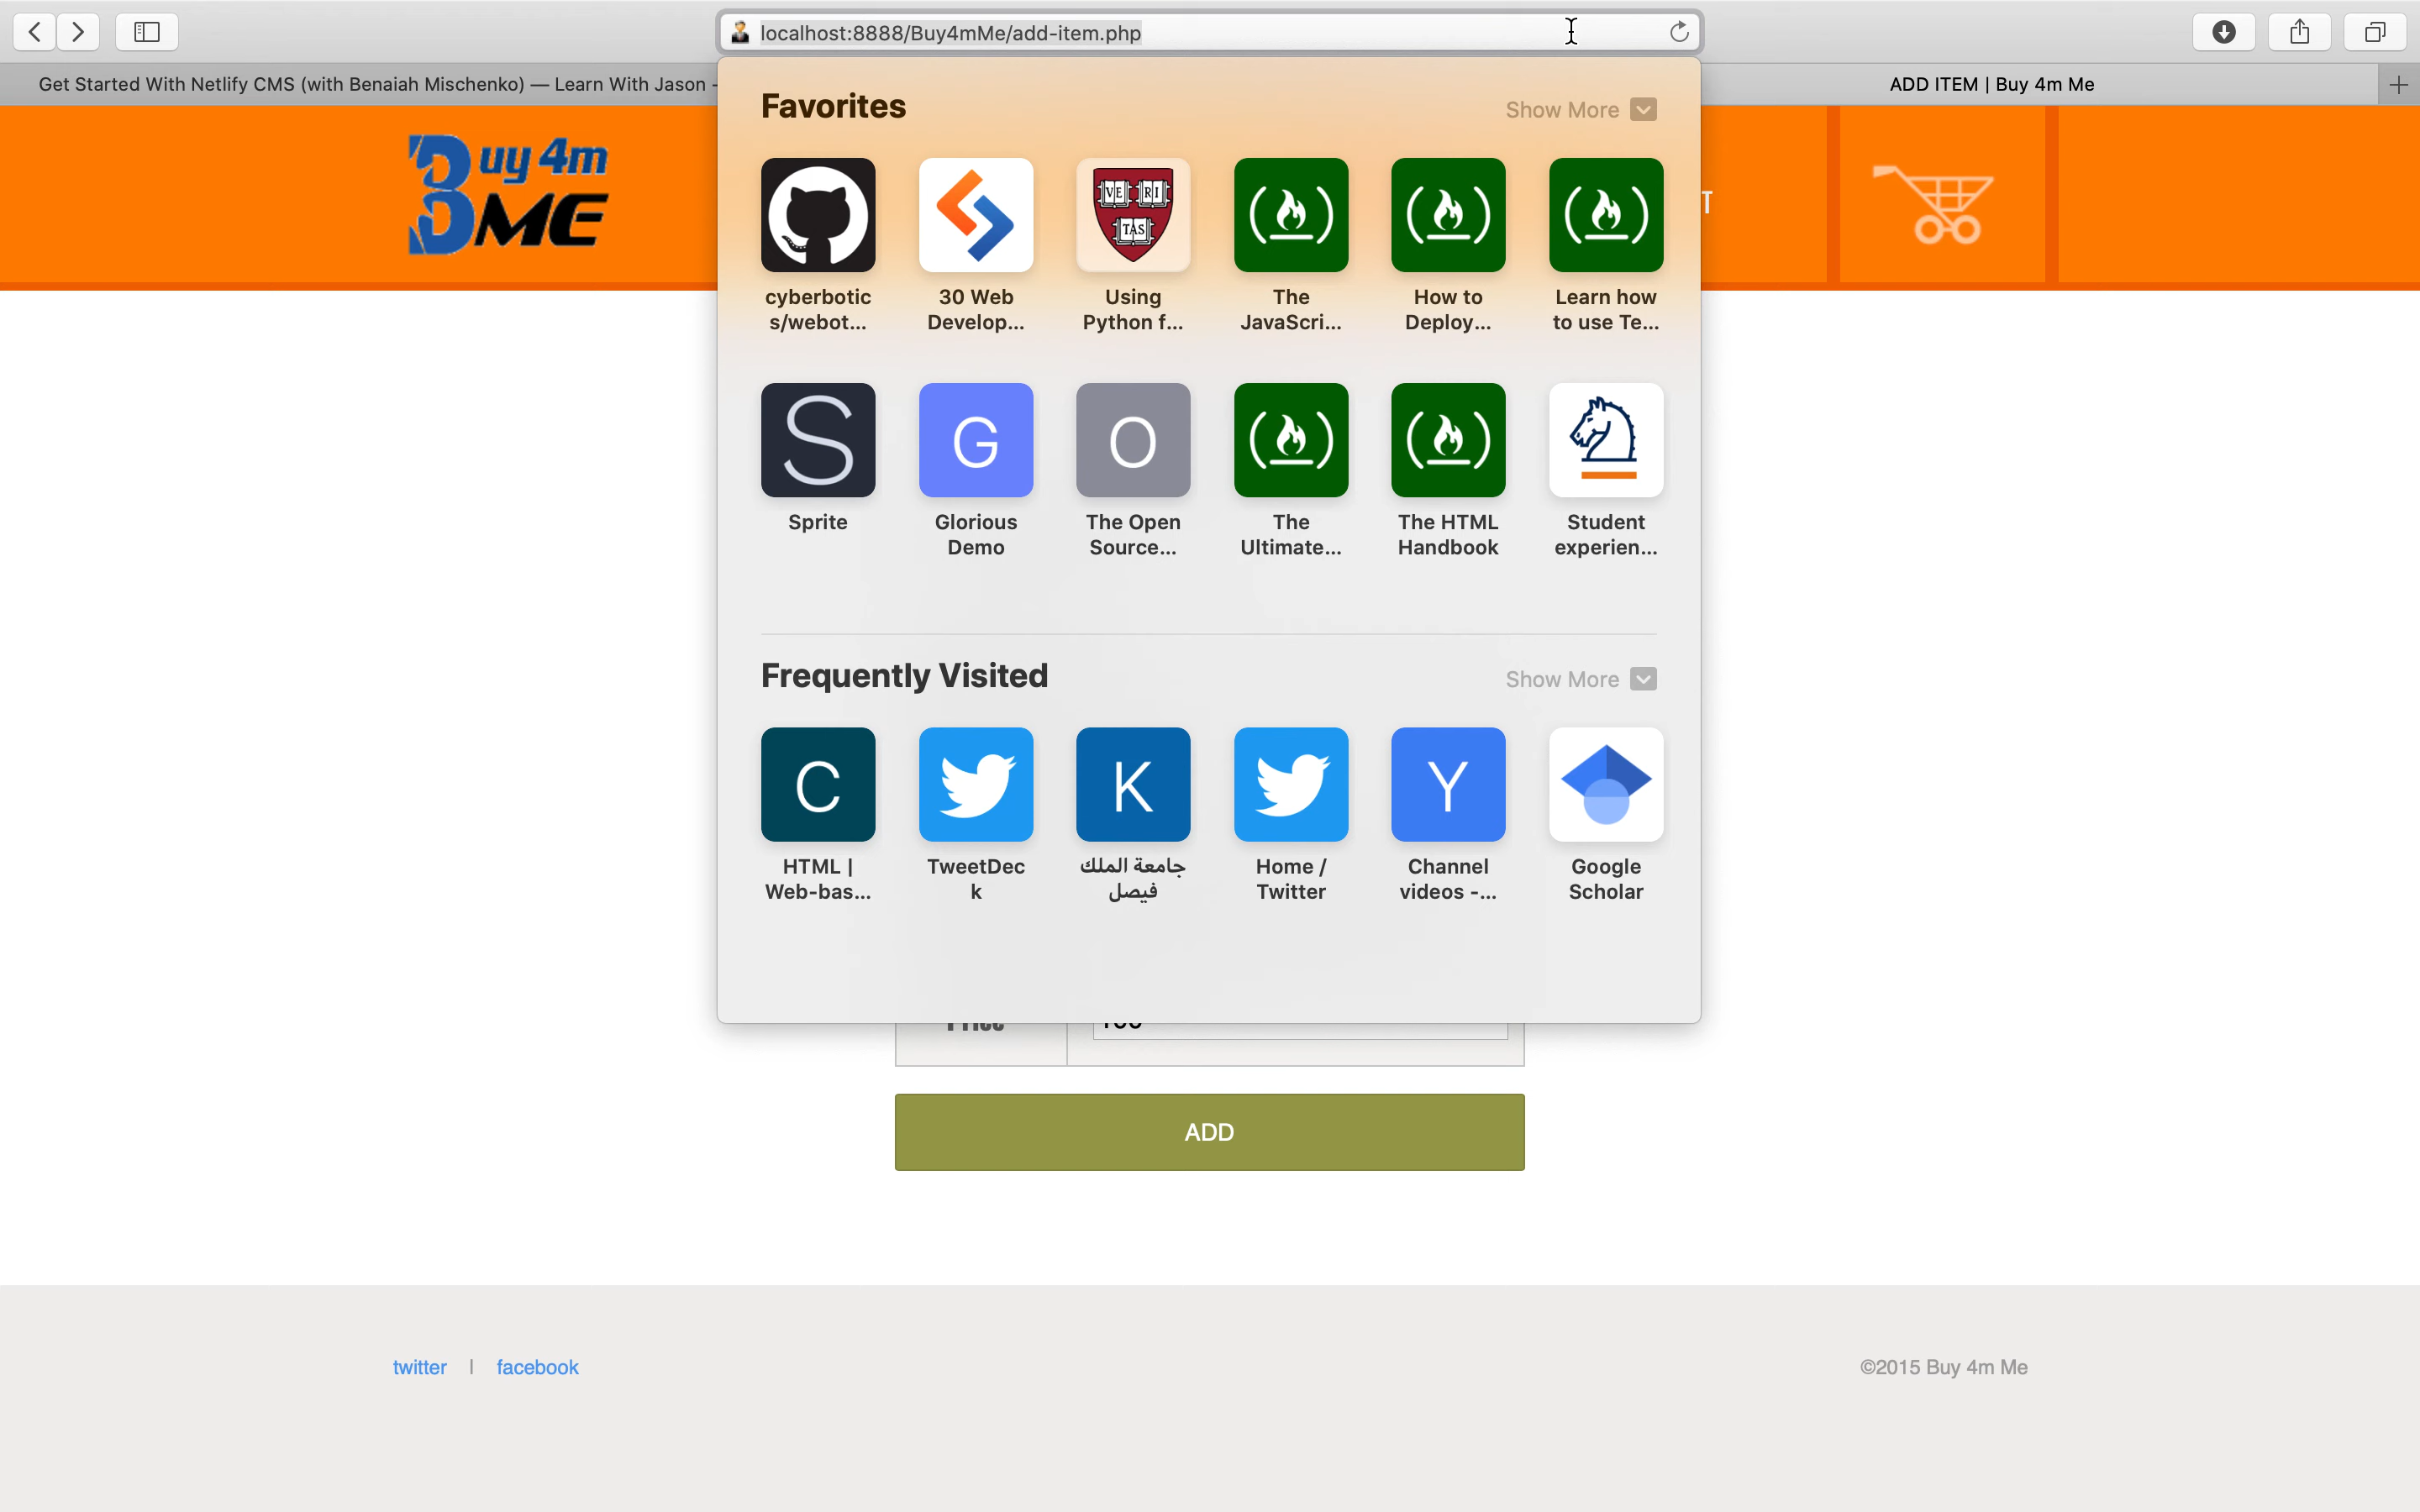 localhost:8888/Buy4mMe/add-item.php
Get Started With Netlify CMS (with Benaiah Mischenko) — Learn With Jason -
ADD ITEM | Buy 4m Me
Buy 4m
ME
T
Favorites
Show More
VE RI
TAS
cyberbotic
s/webot...
30 Web
Develop...
Using
Python f...
The
JavaScri...
How to
Deploy...
Learn how
to use Te...
S
G
O
Sprite
Glorious
Demo
The Open
Source...
The
Ultimate...
The HTML
Handbook
Student
experien...
Frequently Visited
Show More
C
K
Y
HTML |
Web-bas...
TweetDec
k
جامعة الملك
فيصل
Home /
Twitter
Channel
videos -...
Google
Scholar
ADD
twitter | facebook
©2015 Buy 4m Me